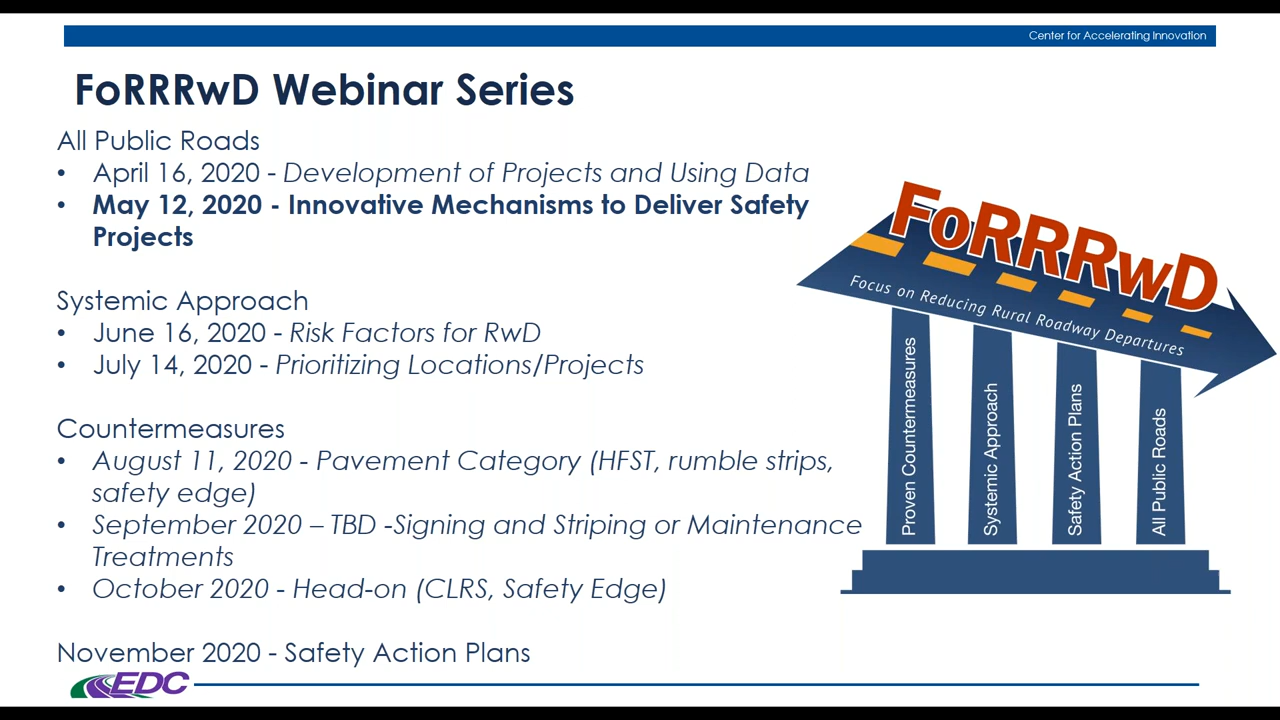 Center for Accelerating Innovation
FoRRRwD Webinar Series
All Public Roads
• April 16, 2020 - Development of Projects and Using Data
• May 12, 2020 - Innovative Mechanisms to Deliver Safety
Projects
Systemic Approach
• June 16, 2020 - Risk Factors for RwD
• July 14, 2020 - Prioritizing Locations/Projects
Countermeasures
• August 11, 2020 - Pavement Category (HFST, rumble strips,
safety edge)
• September 2020 – TBD -Signing and Striping or Maintenance
Treatments
• October 2020 - Head-on (CLRS, Safety Edge)
November 2020 - Safety Action Plans
FoRRRwD
Focus on Reducing Rural Roadway Departures
Proven Countermeasures
Systemic Approach
Safety Action Plans
All Public Roads
EDC